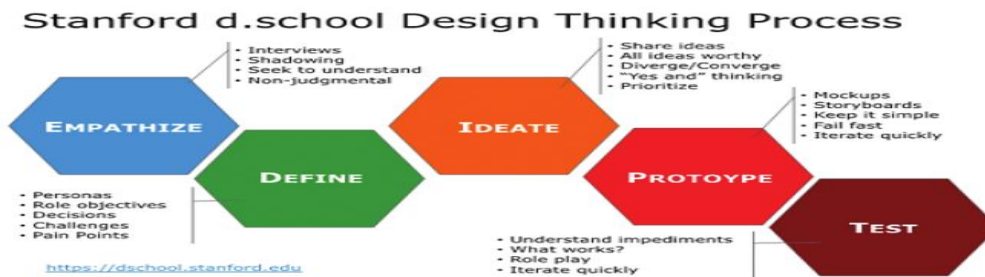 Stanford d.school Design Thinking Process
• Interviews
• Shadowing
• Seek to understand
• Non-judgmental
EMPATHIZE
• Personas
• Role objectives
• Decisions
• Challenges
• Pain Points
DEFINE
• Share ideas
• All ideas worthy
• Diverge/Converge
• “Yes and” thinking
• Prioritize
IDEATE
• Mockups
• Storyboards
• Keep it simple
• Fail fast
• Iterate quickly
PROTOYPE
• Understand impediments
• What works?
• Role play
• Iterate quickly
TEST
https://dschool.stanford.edu